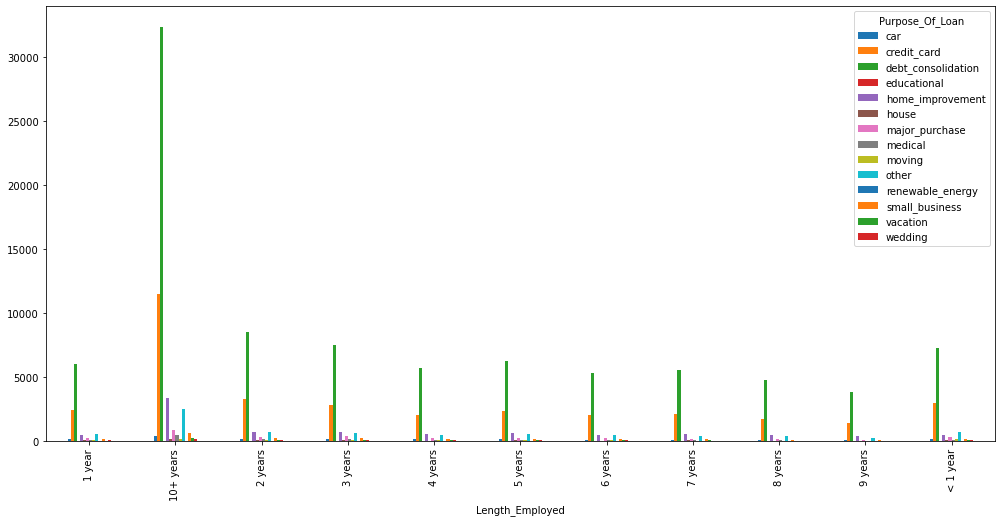 Purpose_Of_Loan
car
credit_card
debt_consolidation
educational
home_improvement
house
major_purchase
medical
moving
other
renewable_energy
small_business
vacation
wedding
30000
25000
20000
15000
10000
5000
0
1 year
10+ years
2 years
3 years
4 years
5 years
6 years
7 years
8 years
9 years
< 1 year
Length_Employed